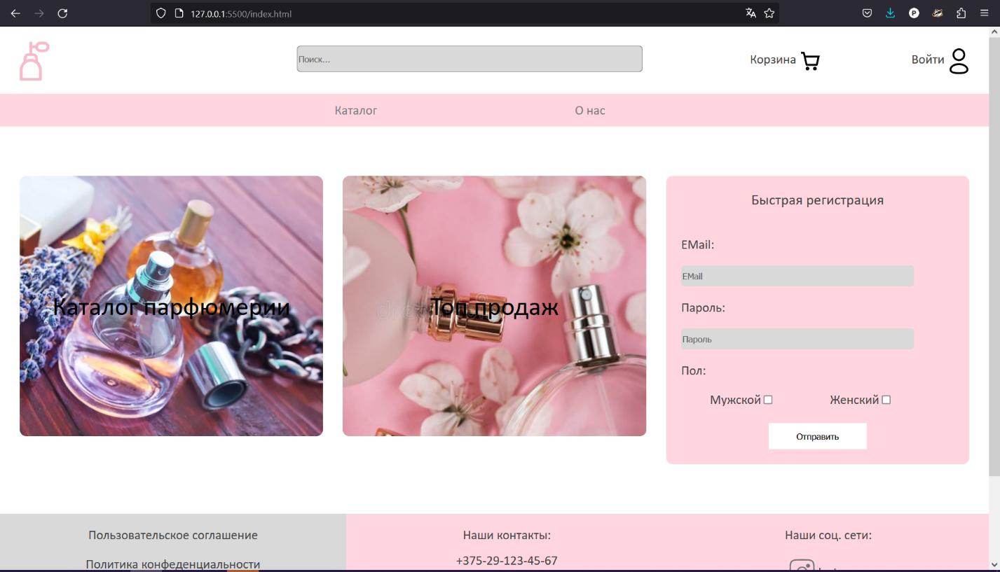 127.0.0.1:5500/index.html
P
Поиск...
Корзина
Войти
Каталог
О нас
Каталог парфюмерии
Топ продаж
Быстрая регистрация
EMail:
EMail
Пароль:
Пароль
Пол:
Мужской
Женский
Отправить
Пользовательское соглашение
Наши контакты:
Наши соц. сети:
Политика конфеденциальности
+375-29-123-45-67